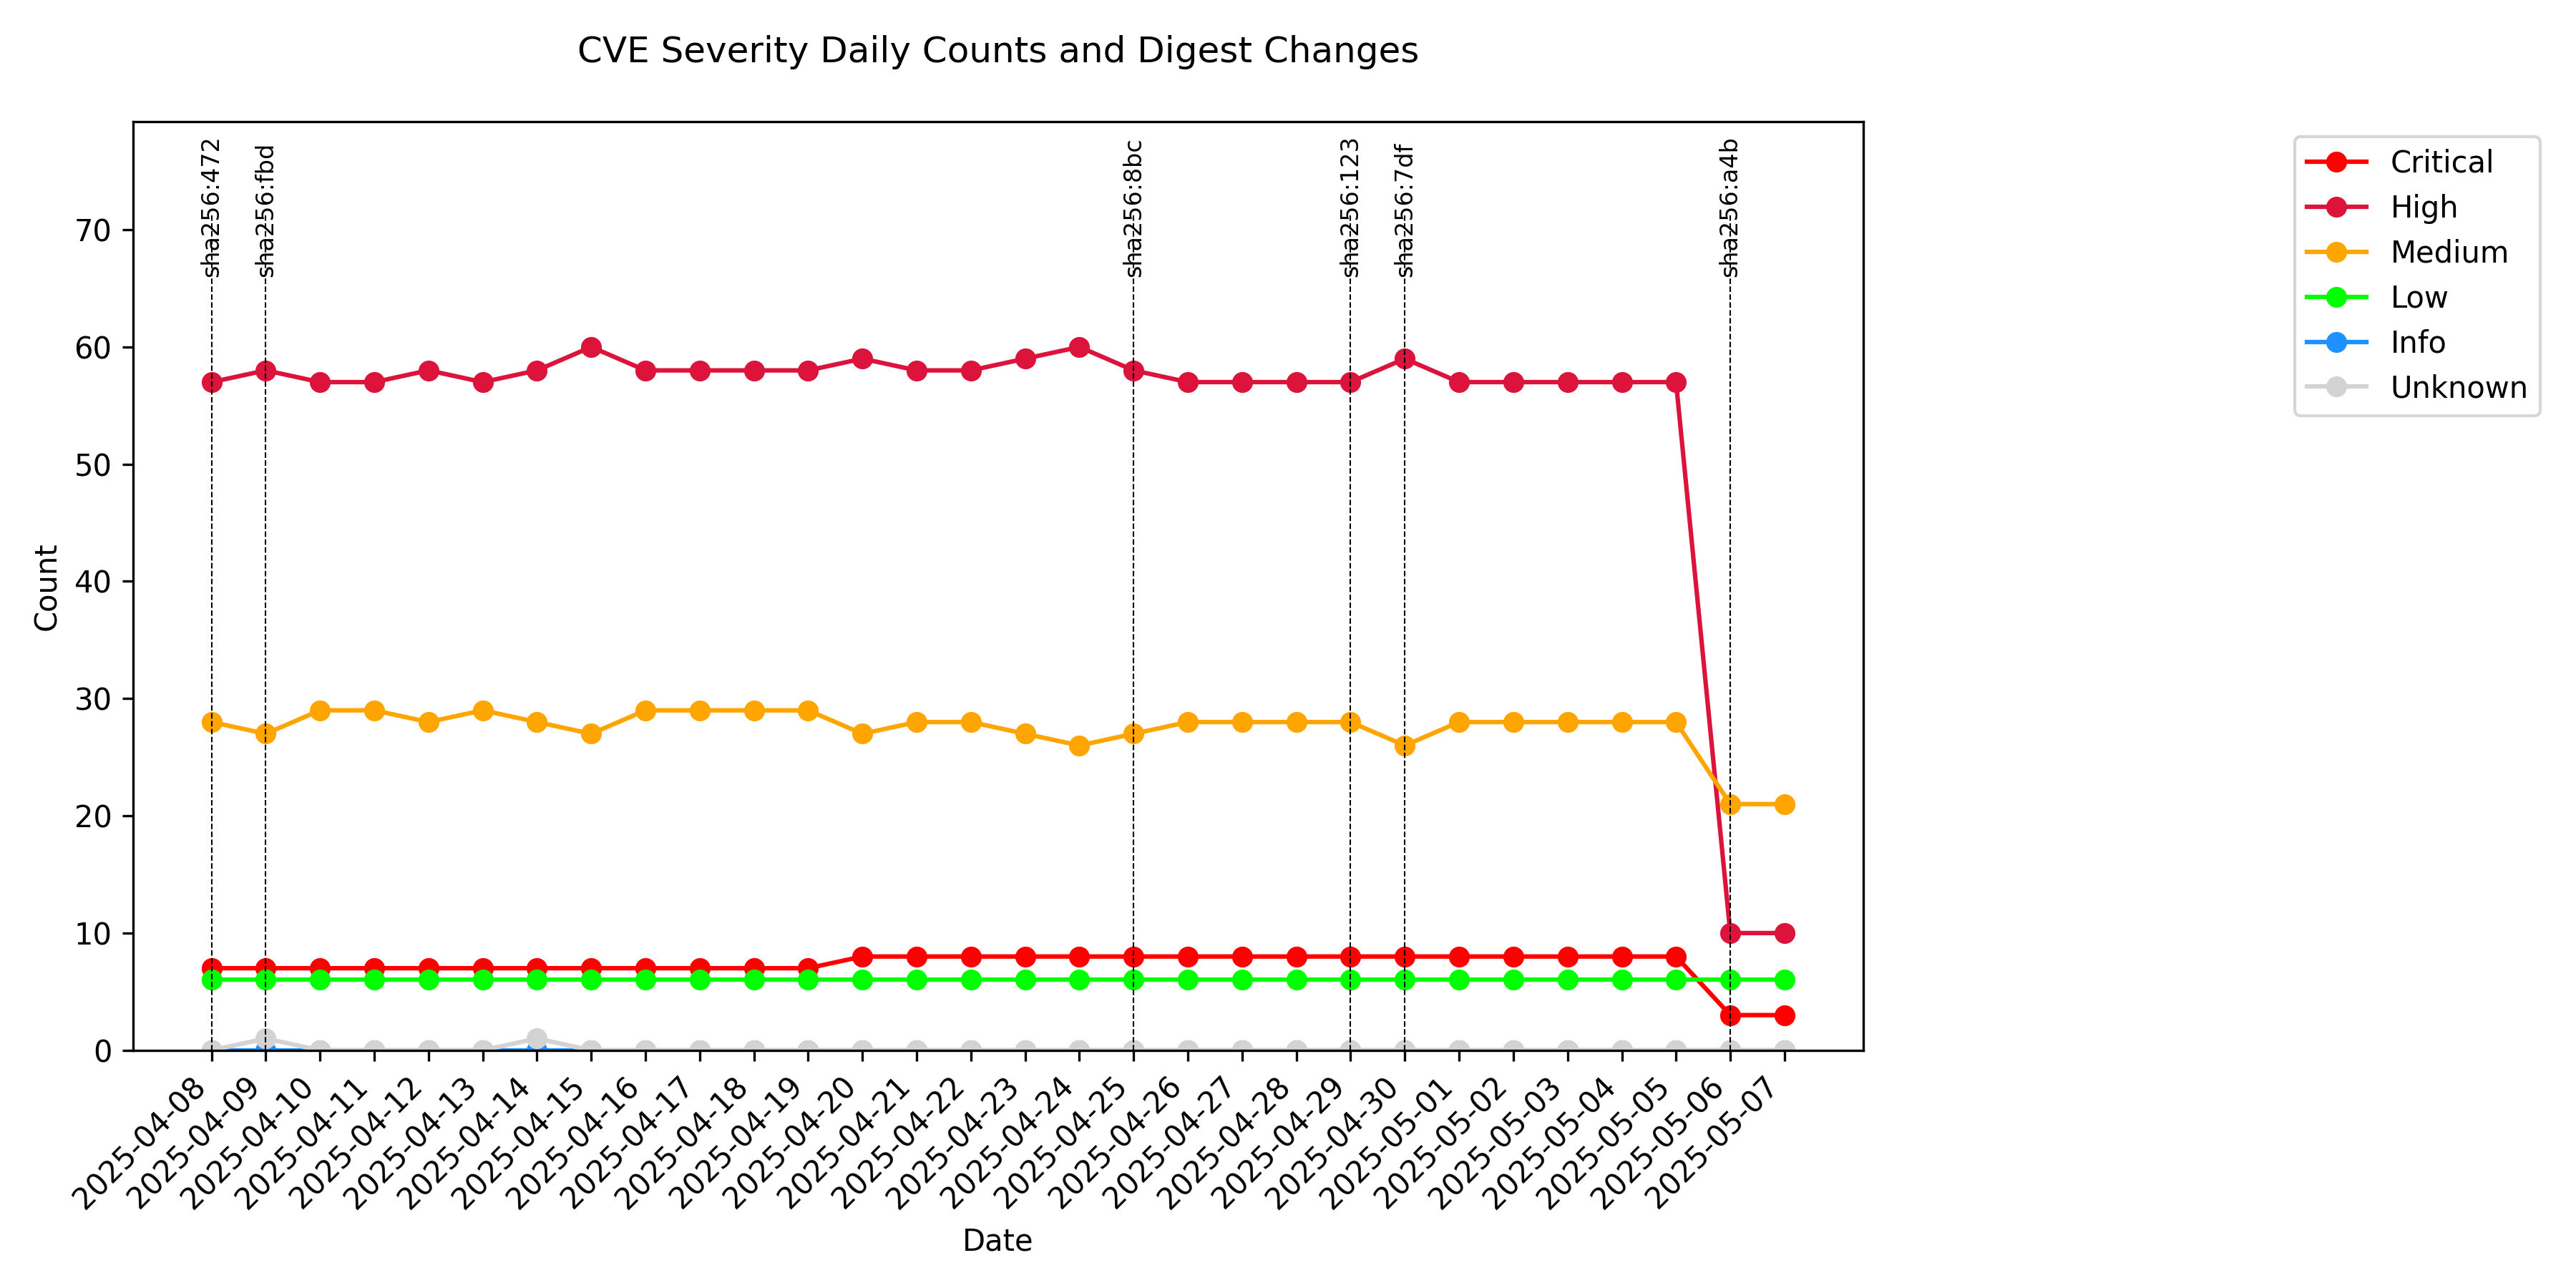 CVE Severity Daily Counts and Digest Changes
sha256:472
sha256:fbd
sha256:8bc
sha256:123
sha256:7df
sha256:a4b
Critical
High
Medium
Low
Info
Unknown
70
60
50
40
30
20
10
0
Count
2025-04-08
2025-04-09
2025-04-10
2025-04-11
2025-04-12
2025-04-13
2025-04-14
2025-04-15
2025-04-16
2025-04-17
2025-04-18
2025-04-19
2025-04-20
2025-04-21
2025-04-22
2025-04-23
2025-04-24
2025-04-25
2025-04-26
2025-04-27
2025-04-28
2025-04-29
2025-04-30
2025-05-01
2025-05-02
2025-05-03
2025-05-04
2025-05-05
2025-05-06
2025-05-07
Date